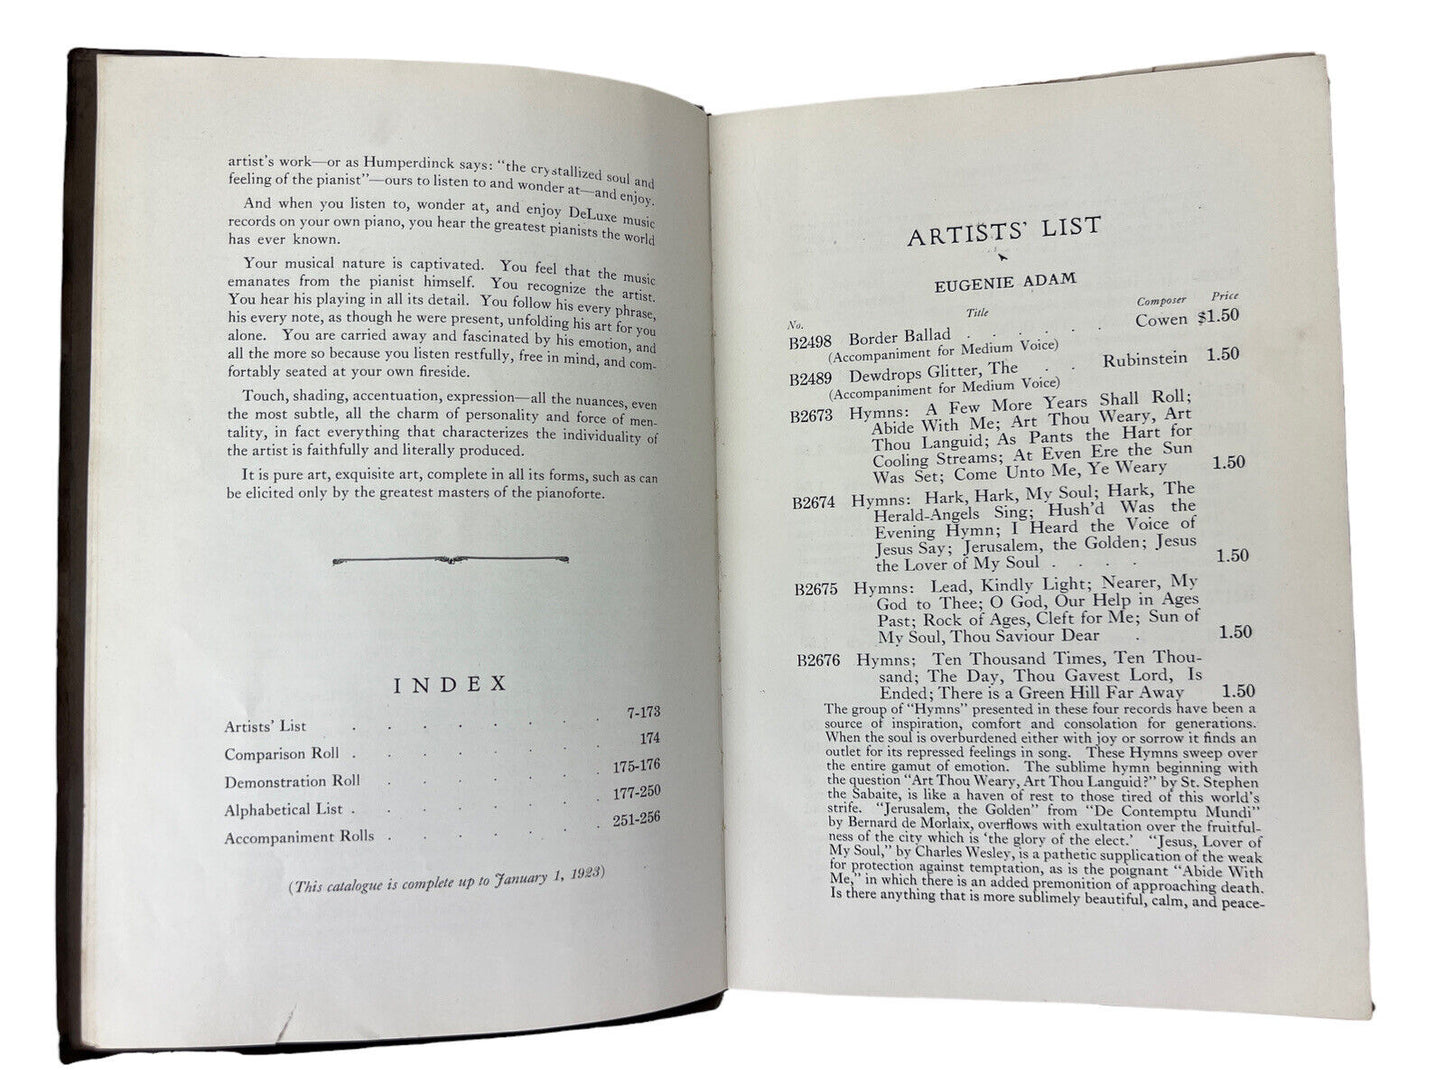 artist's work—or as Humperdinck says: "the crystallized soul and
feeling of the pianist"—ours to listen to and wonder at—and enjoy.
And when you listen to, wonder at, and enjoy DeLuxe music
records on your own piano, you hear the greatest pianists the world
has ever known.
Your musical nature is captivated. You feel that the music
emanates from the pianist himself. You recognize the artist.
You hear his playing in all its detail. You follow his every phrase,
his every note, as though he were present, unfolding his art for you
alone. You are carried away and fascinated by his emotion, and
all the more so because you listen restfully, free in mind, and com-
fortably seated at your own fireside.
Touch, shading, accentuation, expression—all the nuances, even
the most subtle, all the charm of personality and force of men-
tality, in fact everything that characterizes the individuality of
the artist is faithfully and literally produced.
It is pure art, exquisite art, complete in all its forms, such as can
be elicited only by the greatest masters of the pianoforte.
INDEX
Artists' List . . . . . . . 7-173
Comparison Roll . . . . . . . 174
Demonstration Roll . . . . . . 175-176
Alphabetical List . . . . . . . 177-250
Accompaniment Rolls . . . . . . 251-256
(This catalogue is complete up to January 1, 1923)
ARTISTS' LIST
EUGENIE ADAM
No. Title Composer Price
B2498 Border Ballad . . . . . . Cowen $1.50
(Accompaniment for Medium Voice)
B2489 Dewdrops Glitter, The . . Rubinstein 1.50
(Accompaniment for Medium Voice)
B2673 Hymns: A Few More Years Shall Roll;
Abide With Me; Art Thou Weary, Art
Thou Languid; As Pants the Hart for
Cooling Streams; At Even Ere the Sun
Was Set; Come Unto Me, Ye Weary 1.50
B2674 Hymns: Hark, Hark, My Soul; Hark, The
Herald-Angels Sing; Hush'd Was the
Evening Hymn; I Heard the Voice of
Jesus Say; Jerusalem, the Golden; Jesus
the Lover of My Soul . . . . 1.50
B2675 Hymns: Lead, Kindly Light; Nearer, My
God to Thee; O God, Our Help in Ages
Past; Rock of Ages, Cleft for Me; Sun of
My Soul, Thou Saviour Dear . 1.50
B2676 Hymns; Ten Thousand Times, Ten Thou-
sand; The Day, Thou Gavest Lord, Is
Ended; There is a Green Hill Far Away 1.50
The group of "Hymns" presented in these four records have been a
source of inspiration, comfort and consolation for generations.
When the soul is overburdened either with joy or sorrow it finds an
outlet for its repressed feelings in song. These Hymns sweep over
the entire gamut of emotion. The sublime hymn beginning with
the question "Art Thou Weary, Art Thou Languid?" by St. Stephen
the Sabaite, is like a haven of rest to those tired of this world's
strife. "Jerusalem, the Golden" from "De Contemptu Mundi"
by Bernard de Morlaix, overflows with exultation over the fruitful-
ness of the city which is 'the glory of the elect.' "Jesus, Lover of
My Soul," by Charles Wesley, is a pathetic supplication of the weak
for protection against temptation, as is the poignant "Abide With
Me," in which there is an added premonition of approaching death.
Is there anything that is more sublimely beautiful, calm, and peace-